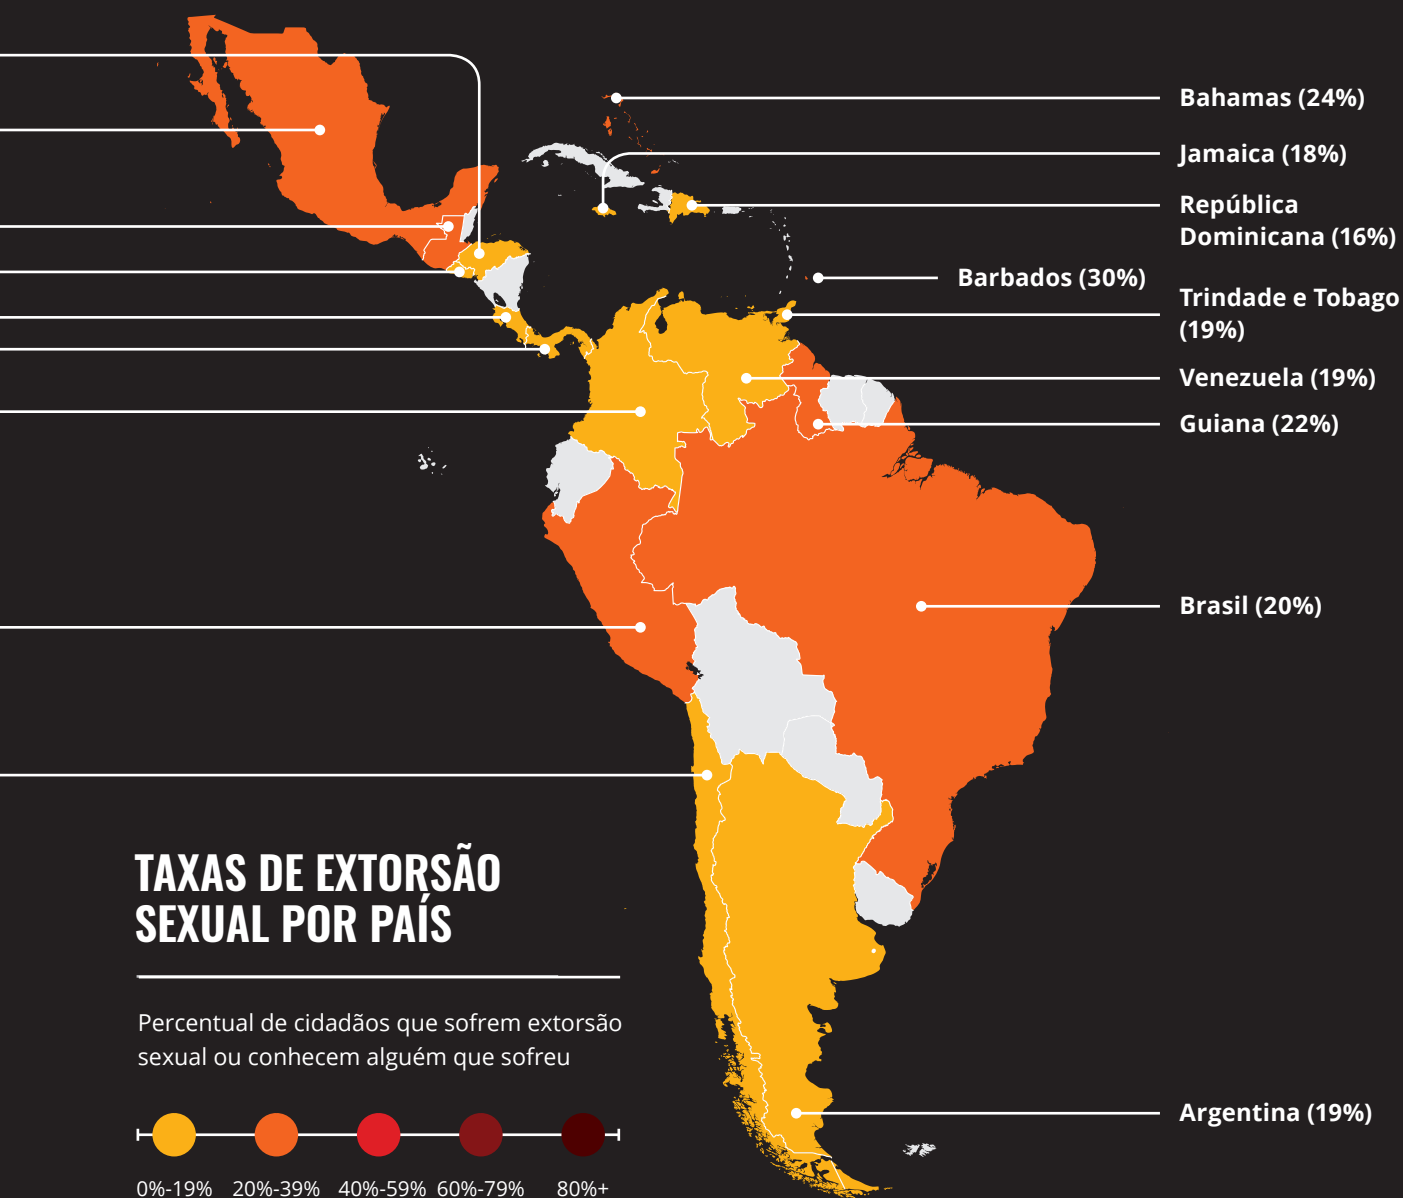 Bahamas (24%)
Jamaica (18%)
República
Dominicana (16%)
Barbados (30%)
Trindade e Tobago
(19%)
Venezuela (19%)
Guiana (22%)
Brasil (20%)
TAXAS DE EXTORSÃO
SEXUAL POR PAÍS
Percentual de cidadãos que sofrem extorsão
sexual ou conhecem alguém que sofreu
Argentina (19%)
0%-19% 20%-39% 40%-59% 60%-79% 80%+